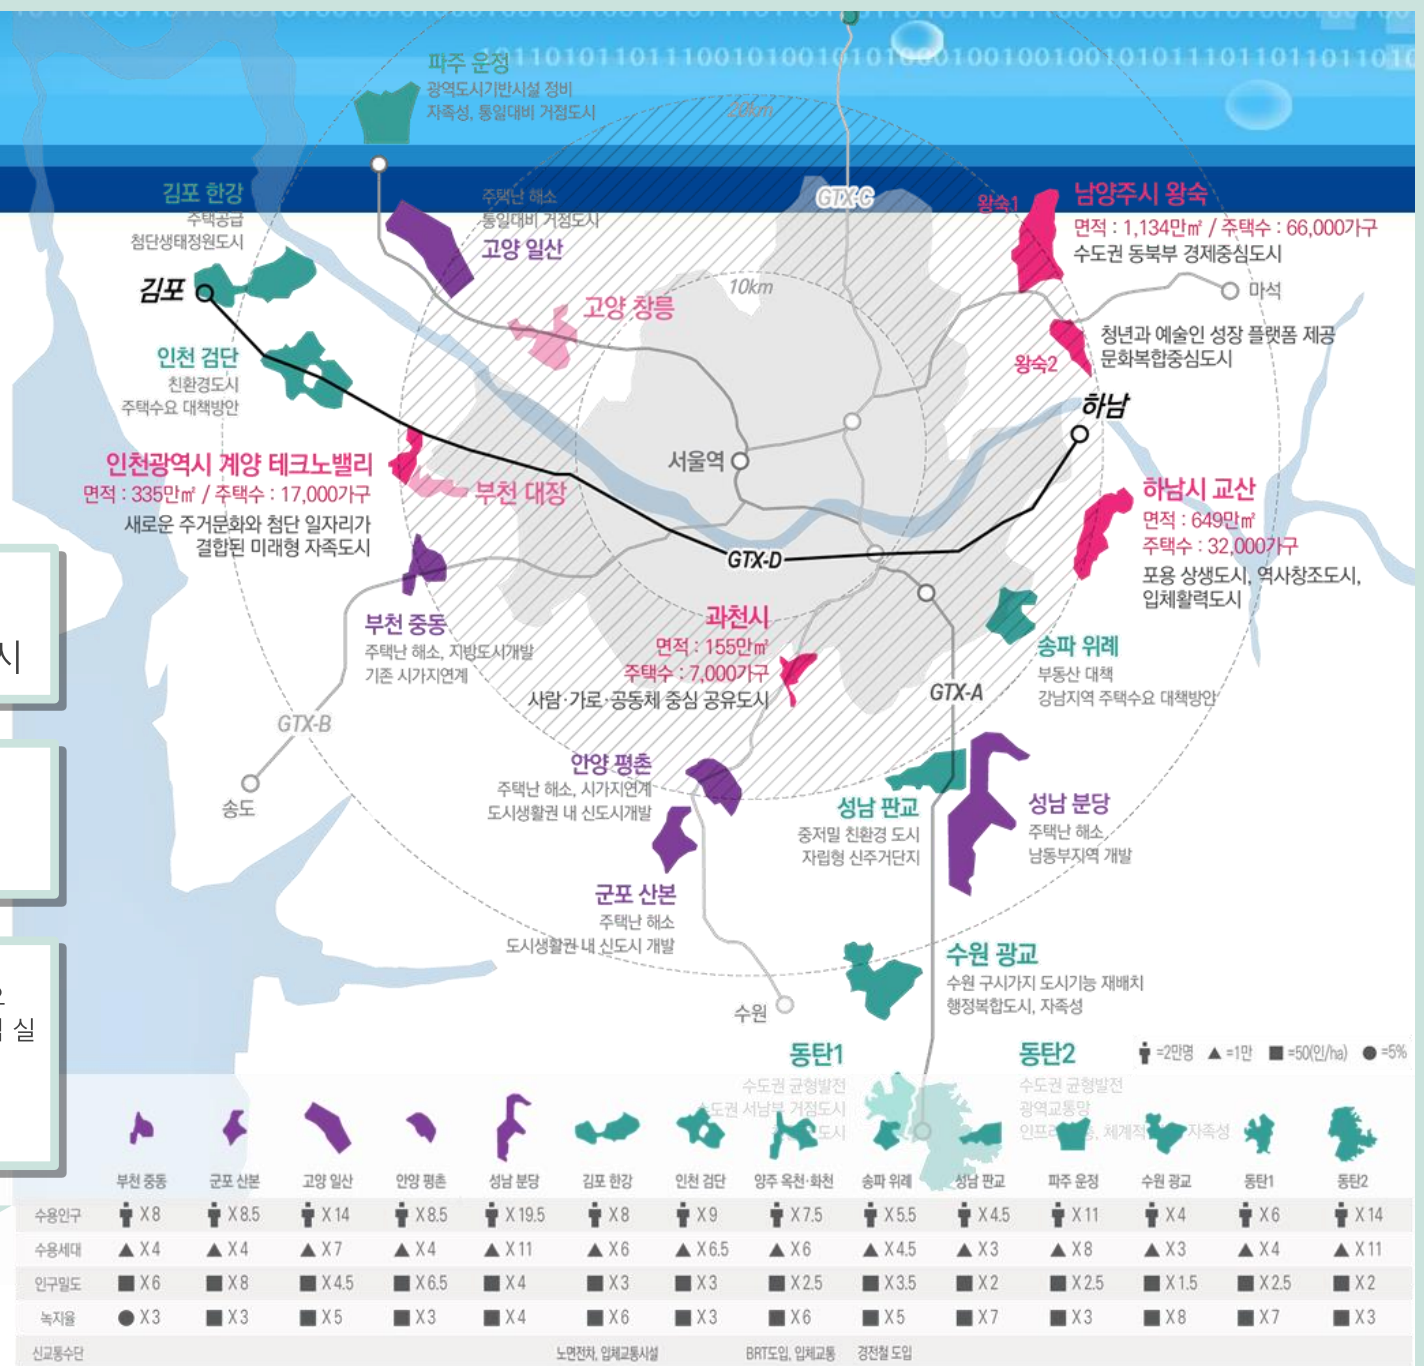 1011010110111001010010101000101001001001001010101110110110110
파주 운정
광역도시기반시설 정비
자족성, 통일대비 거점도시
20km
김포 한강
주택공급
첨단생태정원도시
주택난 해소
통일대비 거점도시
고양 일산
GTX-C
왕숙1
남양주시 왕숙
면적 : 1,134만㎡ / 주택수 : 66,000가구
수도권 동북부 경제중심도시
김포
10km
마석
고양 창릉
인천 검단
친환경도시
주택수요 대책방안
청년과 예술인 성장 플랫폼 제공
문화복합중심도시
왕숙2
하남
인천광역시 계양 테크노밸리
면적 : 335만㎡ / 주택수 : 17,000가구
새로운 주거문화와 첨단 일자리가
결합된 미래형 자족도시
부천 대장
서울역
하남시 교산
면적 : 649만㎡
주택수 : 32,000가구
포용 상생도시, 역사창조도시,
입체활력도시
GTX-D
부천 중동
주택난 해소, 지방도시개발
기존 시가지연계
과천시
면적 : 155만㎡
주택수 : 7,000가구
사람·가로·공동체 중심 공유도시
송파 위례
부동산 대책
강남지역 주택수요 대책방안
시
GTX-A
GTX-B
송도
안양 평촌
주택난 해소, 시가지연계
도시생활권 내 신도시개발
성남 판교
중저밀 친환경 도시
자립형 신주거단지
성남 분당
주택난 해소
남동부지역 개발
군포 산본
주택난 해소
도시생활권 내 신도시 개발
수원 광교
수원 구시가지 도시기능 재배치
행정복합도시, 자족성
수원
실
동탄1
수도권 균형발전
수도권 서남부 거점도시
도시
동탄2
수도권 균형발전
광역교통망
체계적 자족성
=2만명 ▲=1만 ■=50(인/ha) ●=5%
부천 중동 군포 산본 고양 일산 안양 평촌 성남 분당 김포 한강 인천 검단 양주 옥천·화천 송파 위례 성남 판교 파주 운정 수원 광교 동탄1 동탄2
수용인구 X8 X8.5 X14 X8.5 X19.5 X8 X9 X7.5 X5.5 X4.5 X11 X4 X6 X14
수용세대 ▲X4 ▲X4 ▲X7 ▲X4 ▲X11 ▲X6 ▲X6.5 ▲X6 ▲X4.5 ▲X3 ▲X8 ▲X3 ▲X4 ▲X11
인구밀도 ■X6 ■X8 ■X4.5 ■X6.5 ■X4 ■X3 ■X3 ■X2.5 ■X3.5 ■X2 ■X2.5 ■X1.5 ■X2.5 ■X2
녹지율 ●X3 ■X3 ■X5 ■X3 ■X4 ■X6 ■X3 ■X6 ■X5 ■X7 ■X3 ■X8 ■X7 ■X3
신교통수단 노면전차, 입체교통시설 BRT도입, 입체교통 경전철 도입